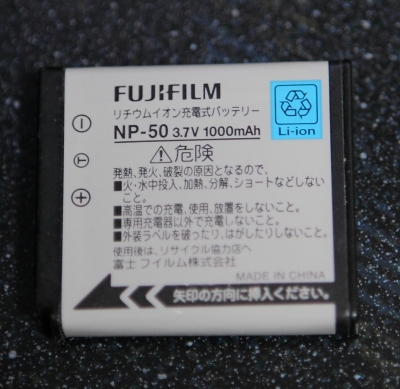 FUJIFILM
リチウムイオン充電式バッテリー
NP-50 3.7V 1000mAh
Li-ion
⚠危険
発熱、発火、破裂の原因となるので
■火・水中投入、加熱、分解、ショートなどしない
こと。
■高温での充電、使用、放置をしないこと。
■専用充電器以外で充電しないこと。
■外装ラベルを破ったり、はがしたりしないこと。
使用後は、リサイクル協力店へ
富士フイルム株式会社
MADE IN CHINA
矢印の方向に挿入ください。
⊖
Ⓣ
⊕